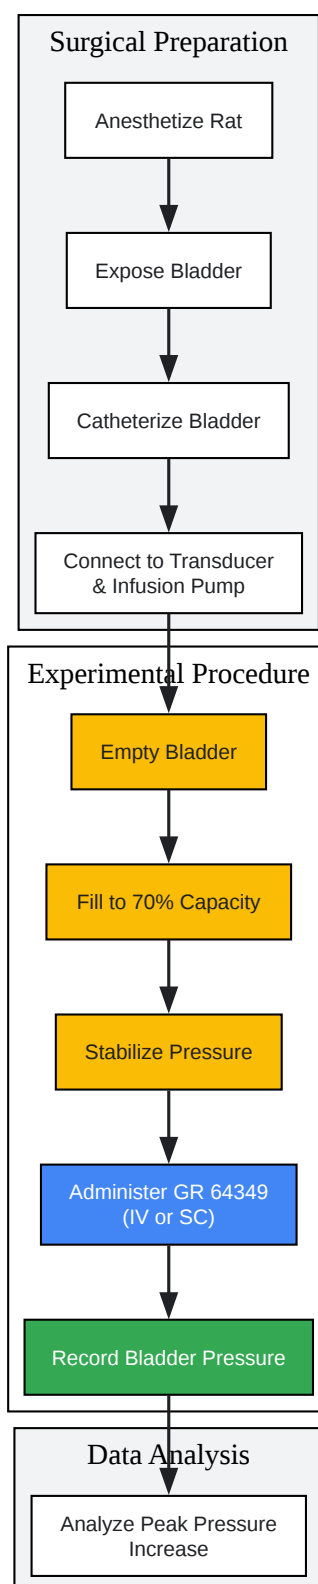 Surgical Preparation
Anesthetize Rat
Expose Bladder
Catheterize Bladder
Connect to Transducer
& Infusion Pump
Experimental Procedure
Empty Bladder
Fill to 70% Capacity
Stabilize Pressure
Administer GR 64349
(IV or SC)
Record Bladder Pressure
Data Analysis
Analyze Peak Pressure
Increase